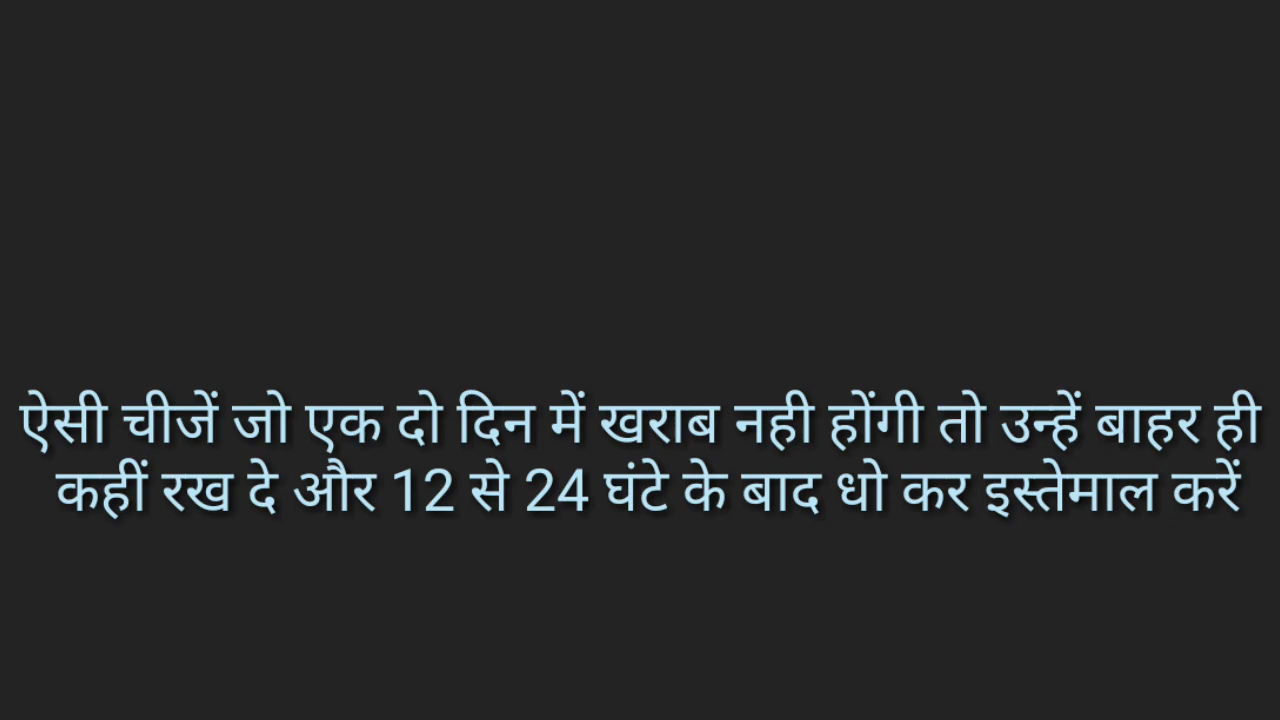 ऐसी चीजें जो एक दो दिन में खराब नही होंगी तो उन्हें बाहर ही
कहीं रख दे और 12 से 24 घंटे के बाद धो कर इस्तेमाल करें